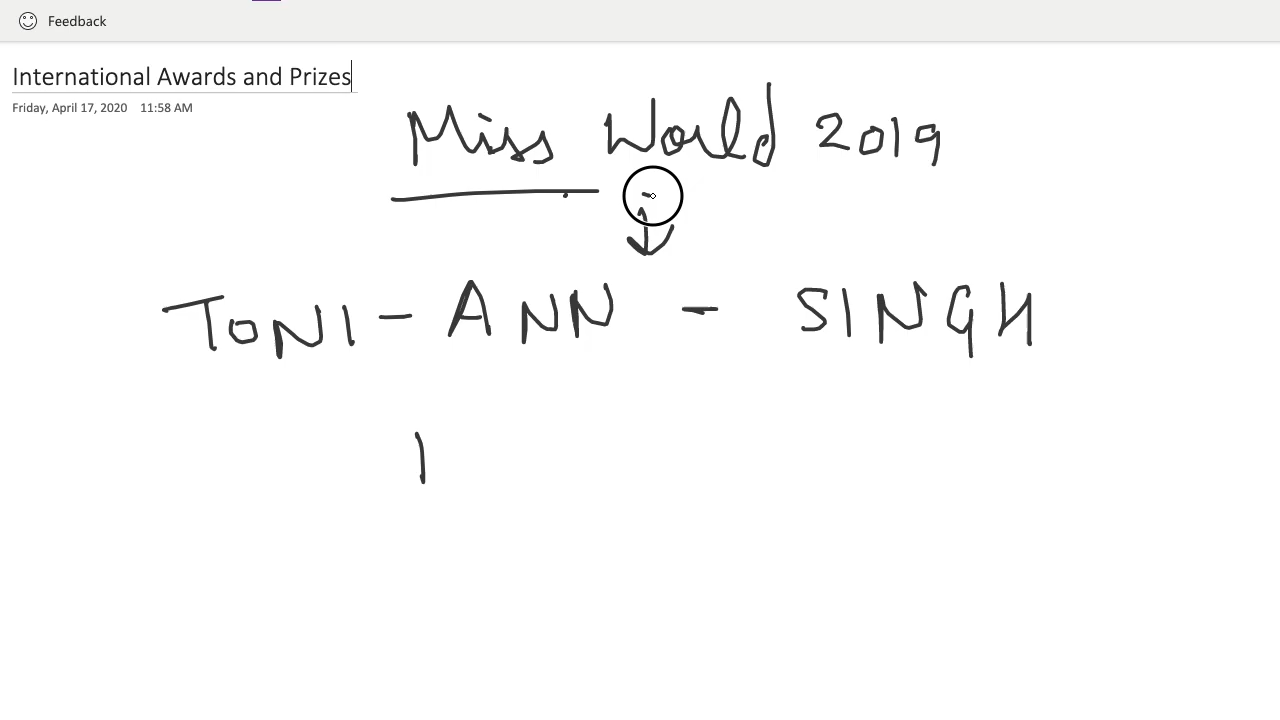 Feedback
International Awards and Prizes
Friday, April 17, 2020 11:58 AM
Miss World 2019
TONI - ANN - SINGH